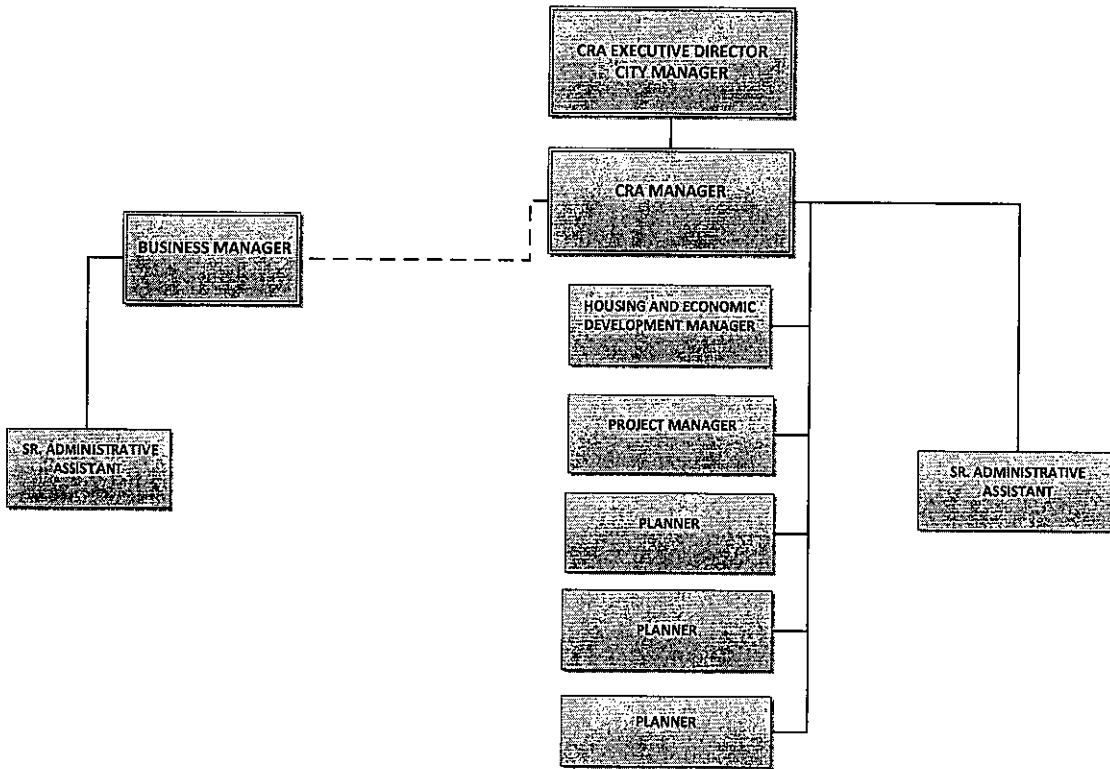 CRA EXECUTIVE DIRECTOR
CITY MANAGER
CRA MANAGER
BUSINESS MANAGER
HOUSING AND ECONOMIC
DEVELOPMENT MANAGER
PROJECT MANAGER
SR. ADMINISTRATIVE
ASSISTANT
SR. ADMINISTRATIVE
ASSISTANT
PLANNER
PLANNER
PLANNER